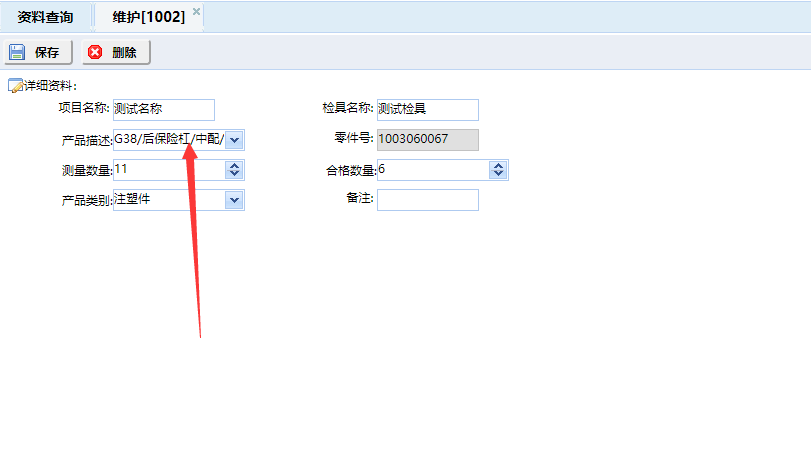 资料查询 维护[1002]
保存 删除
详细资料:
项目名称: 测试名称 检具名称: 测试检具
产品描述: G38/后保险杠/中配/ 零件号: 1003060067
测量数量: 11 合格数量: 6
产品类别: 注塑件 备注: